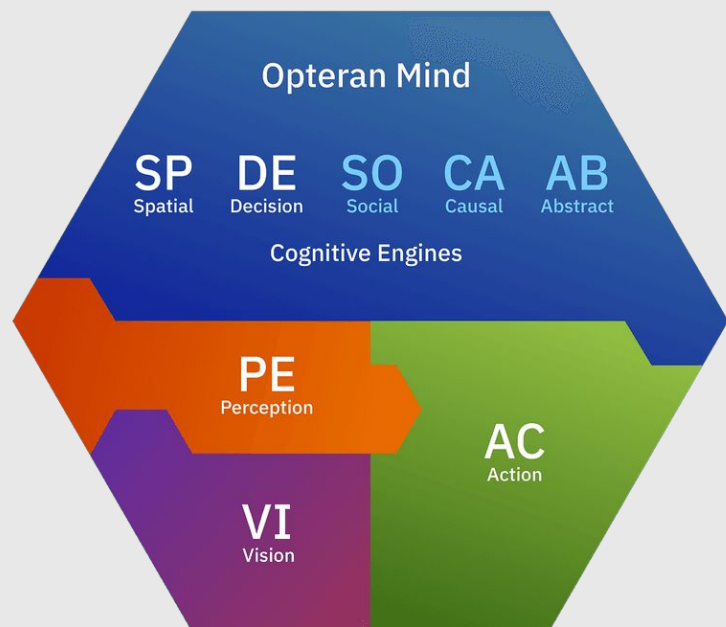 Opteran Mind
SP DE SO CA AB
Spatial Decision Social Causal Abstract
Cognitive Engines
PE
Perception
AC
Action
VI
Vision